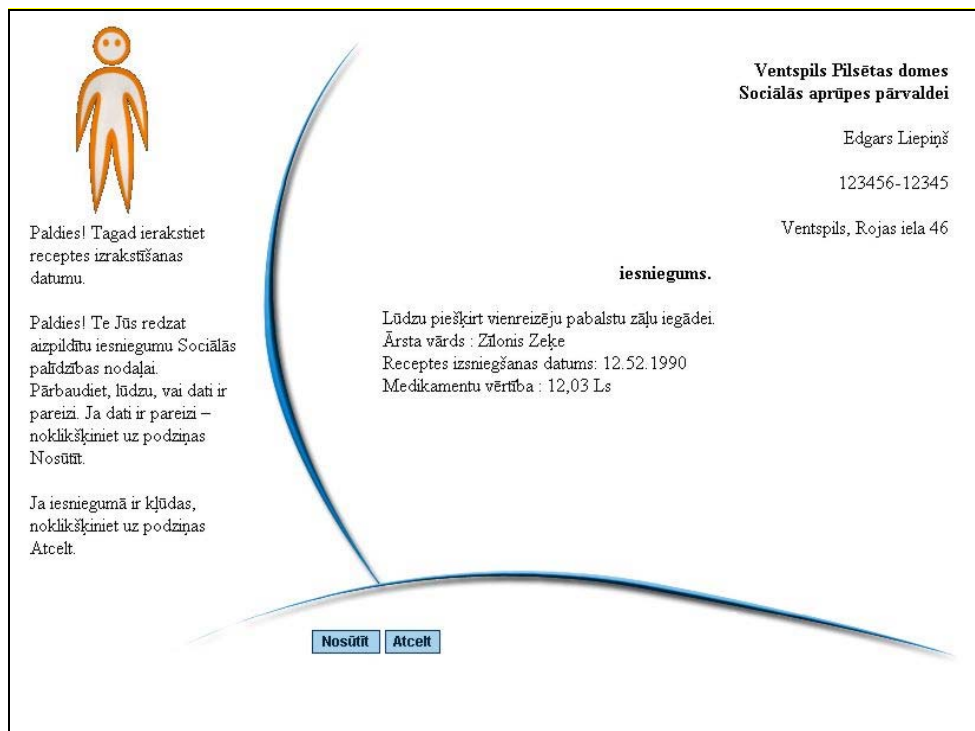 Ventspils Pilsētas domes
Sociālās aprūpes pārvaldei
Edgars Liepiņš
123456-12345
Ventspils, Rojas iela 46
iesniegums.
Lūdzu piešķirt vienreizēju pabalstu zāļu iegādei.
Ārsta vārds : Zīlonis Zeķe
Receptes izsniegšanas datums: 12.52.1990
Medikamentu vērtība : 12,03 Ls
Paldies! Tagad ierakstiet
receptes izrakstīšanas
datumu.
Paldies! Te Jūs redzat
aizpildītu iesniegumu Sociālās
palīdzības nodaļai.
Pārbaudiet, lūdzu, vai dati ir
pareizi. Ja dati ir pareizi –
noklikšķiniet uz podziņas
Nosūtīt.
Ja iesniegumā ir kļūdas,
noklikšķiniet uz podziņas
Atcelt.
Nosūtīt Atcelt